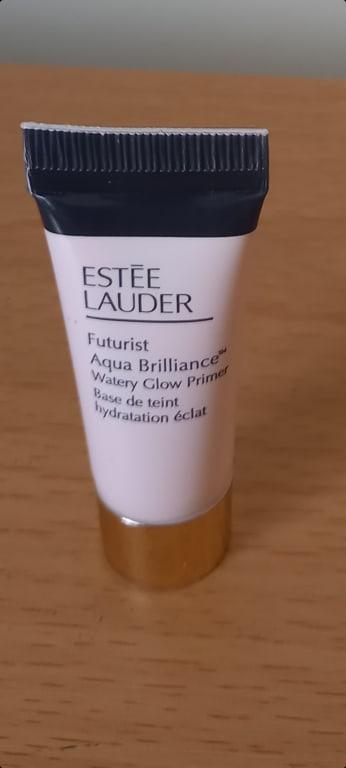 ESTĒE
LAUDER
Futurist
Aqua Brilliance™
Watery Glow Primer
Base de teint
hydratation éclat